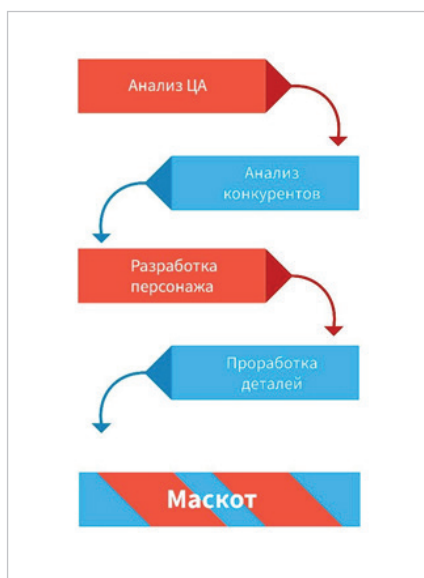 Анализ ЦА
Анализ
конкурентов
Разработка
персонажа
Проработка
деталей
Маскот